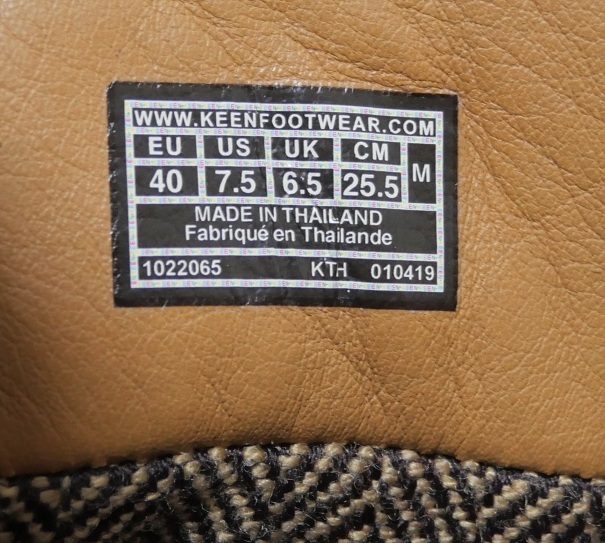 WWW.KEENFOOTWEAR.COM
EU US UK CM M
40 7.5 6.5 25.5
MADE IN THAILAND
Fabriqué en Thaïlande
1022065 KTH 010419